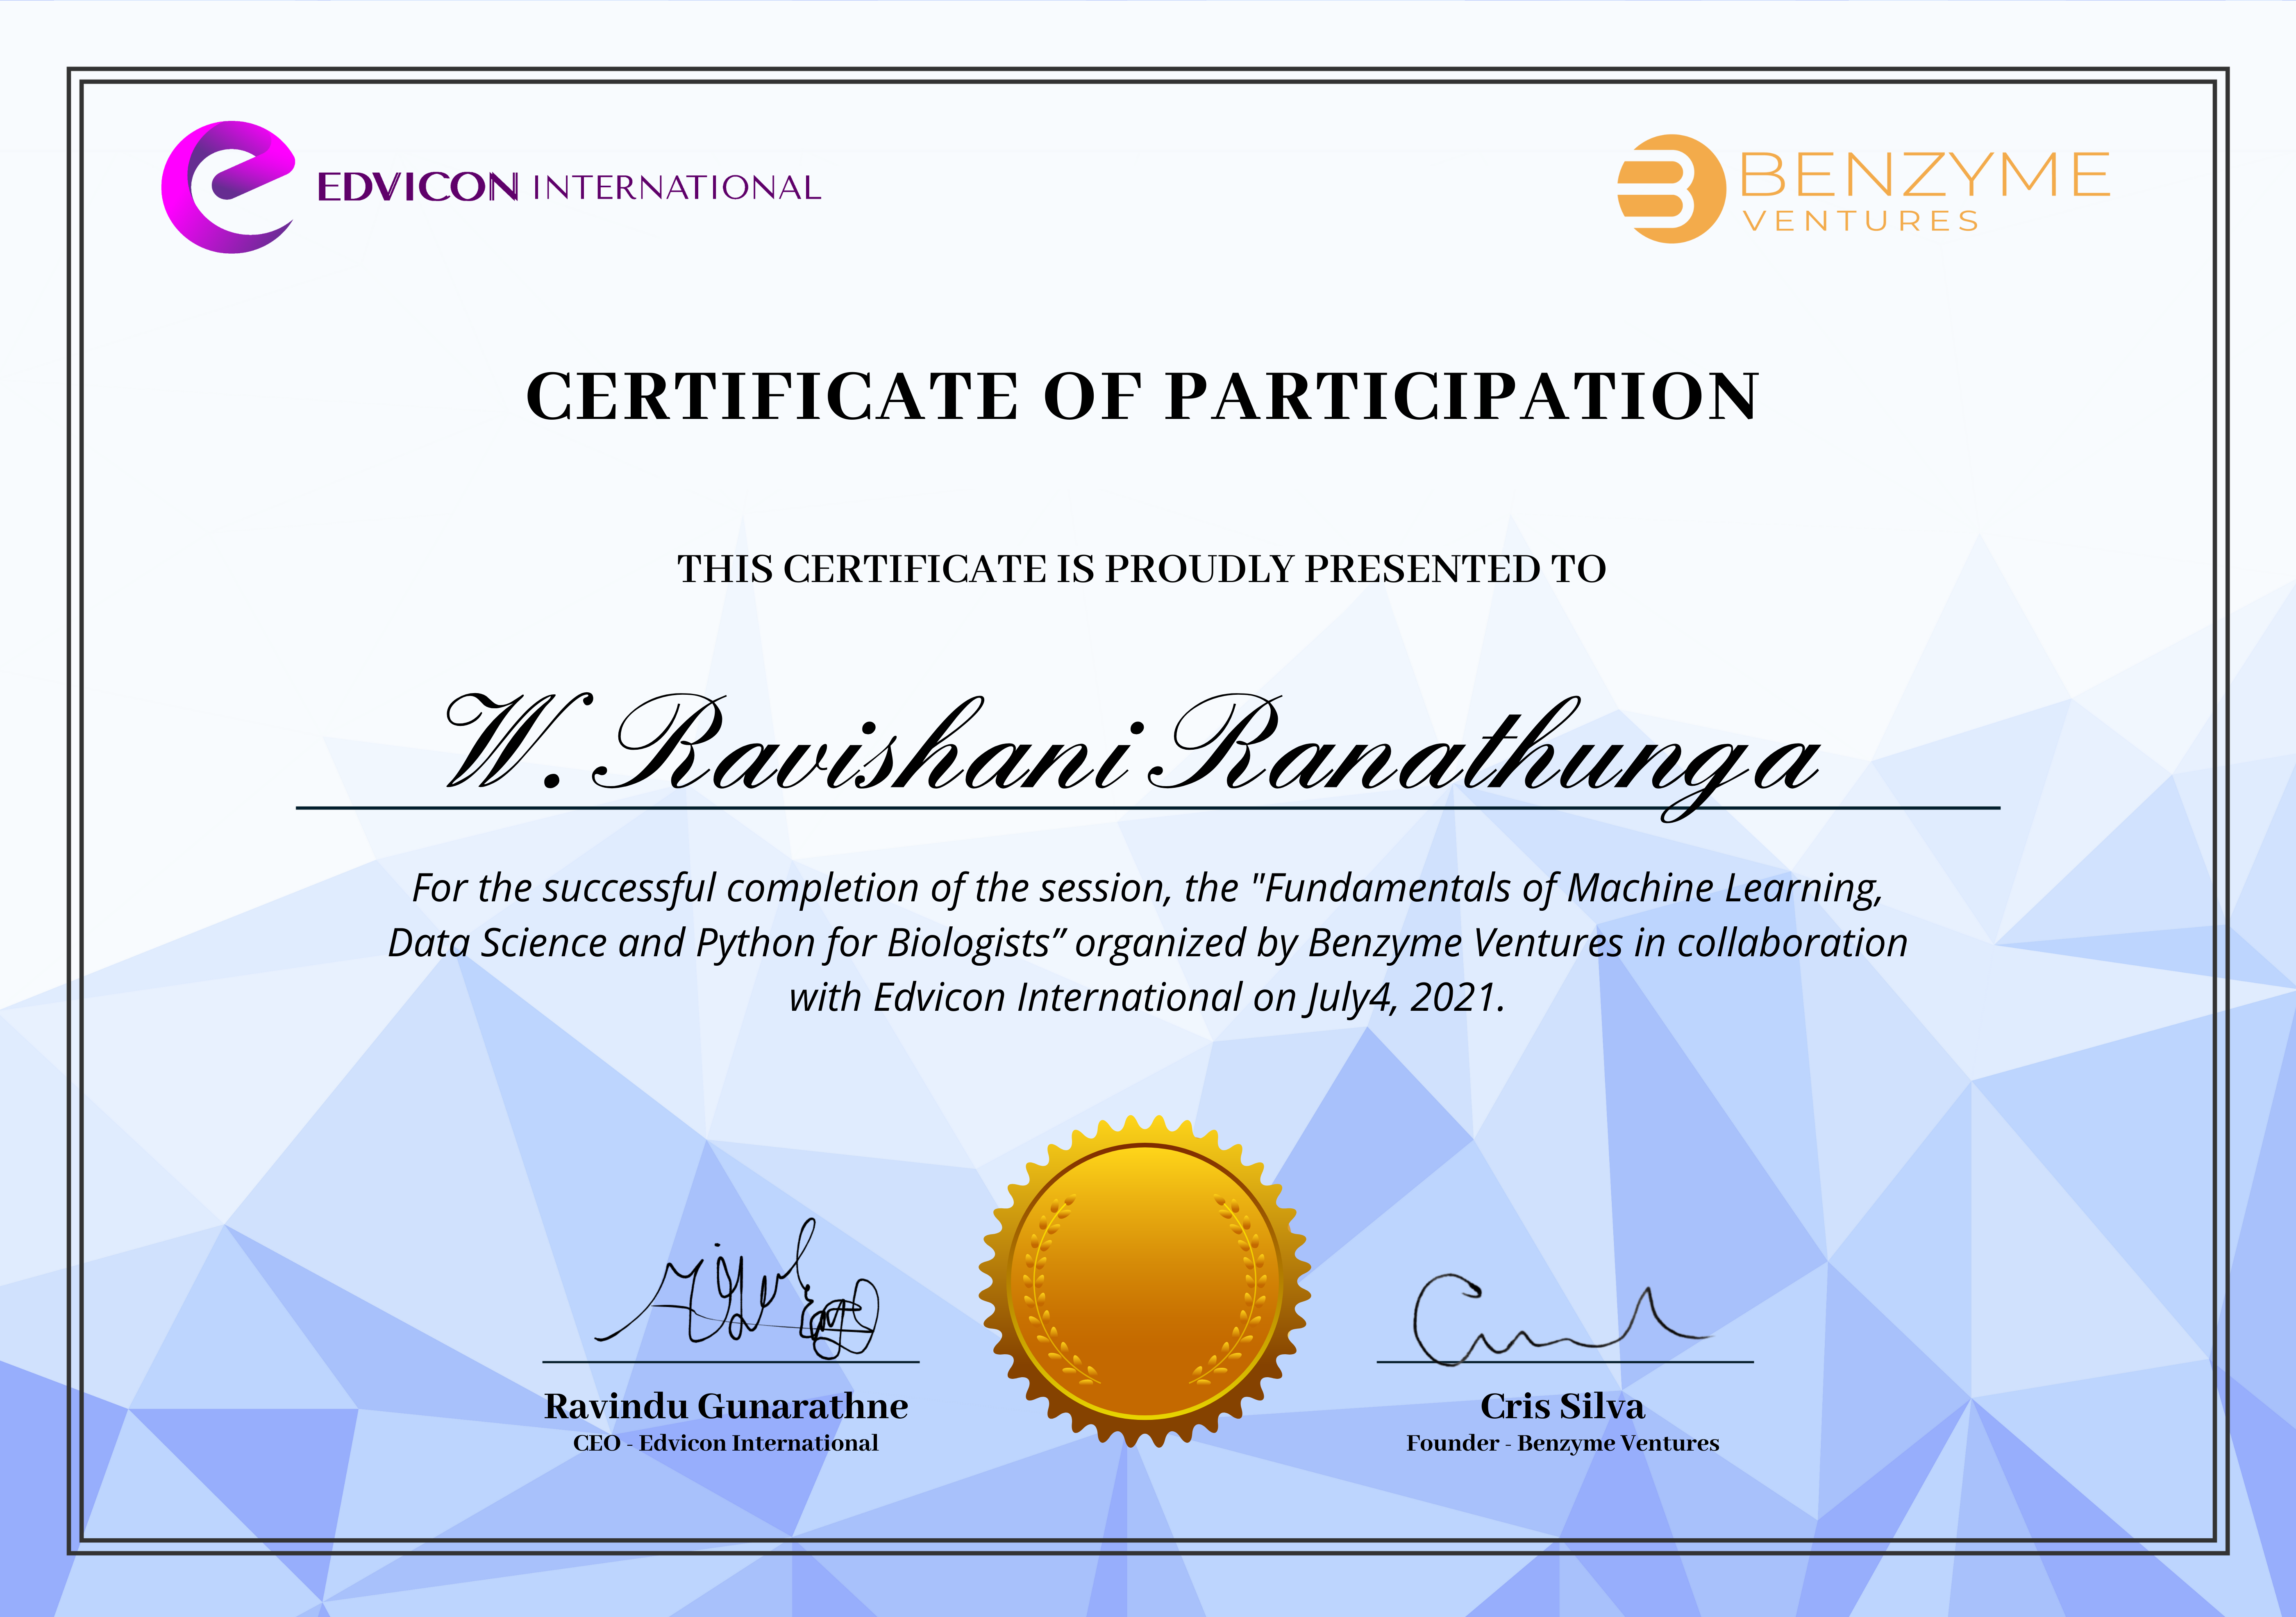 EDVICON INTERNATIONAL
BENZYME
VENTURES
CERTIFICATE OF PARTICIPATION
THIS CERTIFICATE IS PROUDLY PRESENTED TO
W. Ravishani Ranathunga
For the successful completion of the session, the "Fundamentals of Machine Learning,
Data Science and Python for Biologists” organized by Benzyme Ventures in collaboration
with Edvicon International on July4, 2021.
Ravindu Gunarathne
CEO - Edvicon International
Cris Silva
Founder - Benzyme Ventures